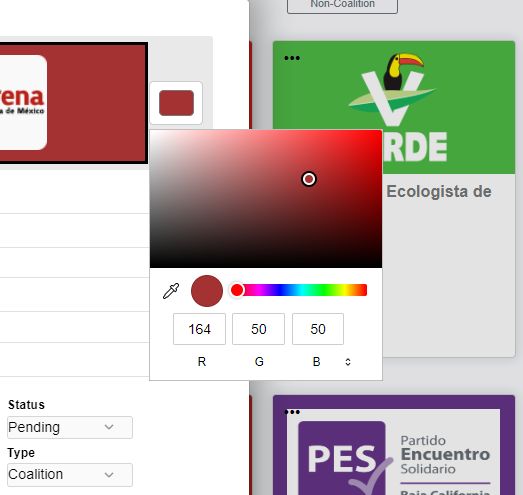 Non-Coalition
rena
a de México
RDE
Ecologista de
164
50
50
R
G
B
Status
Pending
Type
Coalition
PES
Partido
Encuentro
Solidario
Baja California